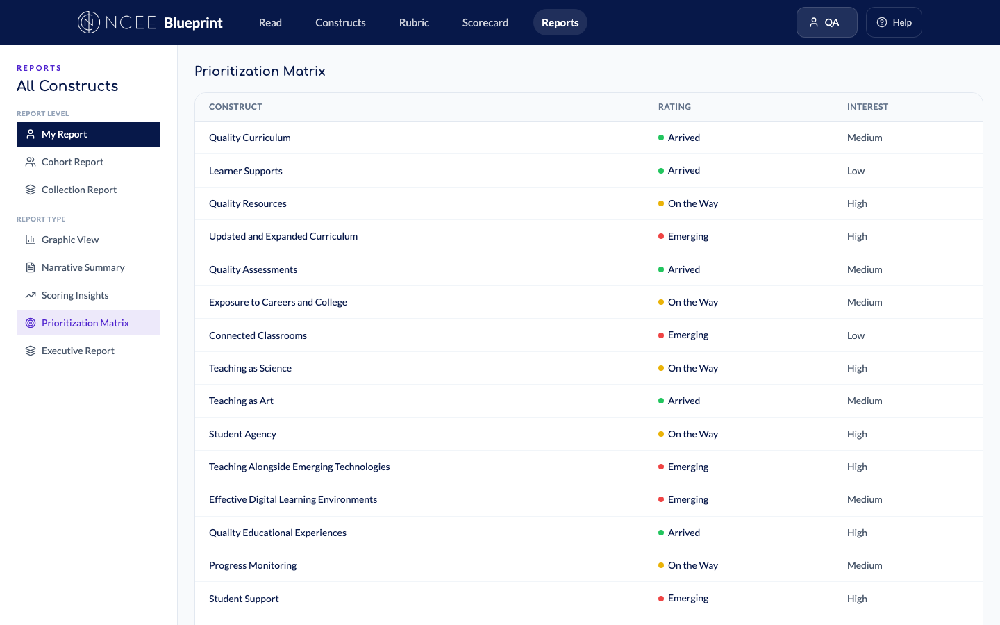 NCEE Blueprint Read Constructs Rubric Scorecard Reports QA Help
REPORTS
All Constructs
REPORT LEVEL
My Report
Cohort Report
Collection Report
REPORT TYPE
Graphic View
Narrative Summary
Scoring Insights
Prioritization Matrix
Executive Report
Prioritization Matrix
CONSTRUCT RATING INTEREST
Quality Curriculum Arrived Medium
Learner Supports Arrived Low
Quality Resources On the Way High
Updated and Expanded Curriculum Emerging High
Quality Assessments Arrived Medium
Exposure to Careers and College On the Way Medium
Connected Classrooms Emerging Low
Teaching as Science On the Way High
Teaching as Art Arrived Medium
Student Agency On the Way High
Teaching Alongside Emerging Technologies Emerging High
Effective Digital Learning Environments Emerging Medium
Quality Educational Experiences Arrived High
Progress Monitoring On the Way Medium
Student Support Emerging High